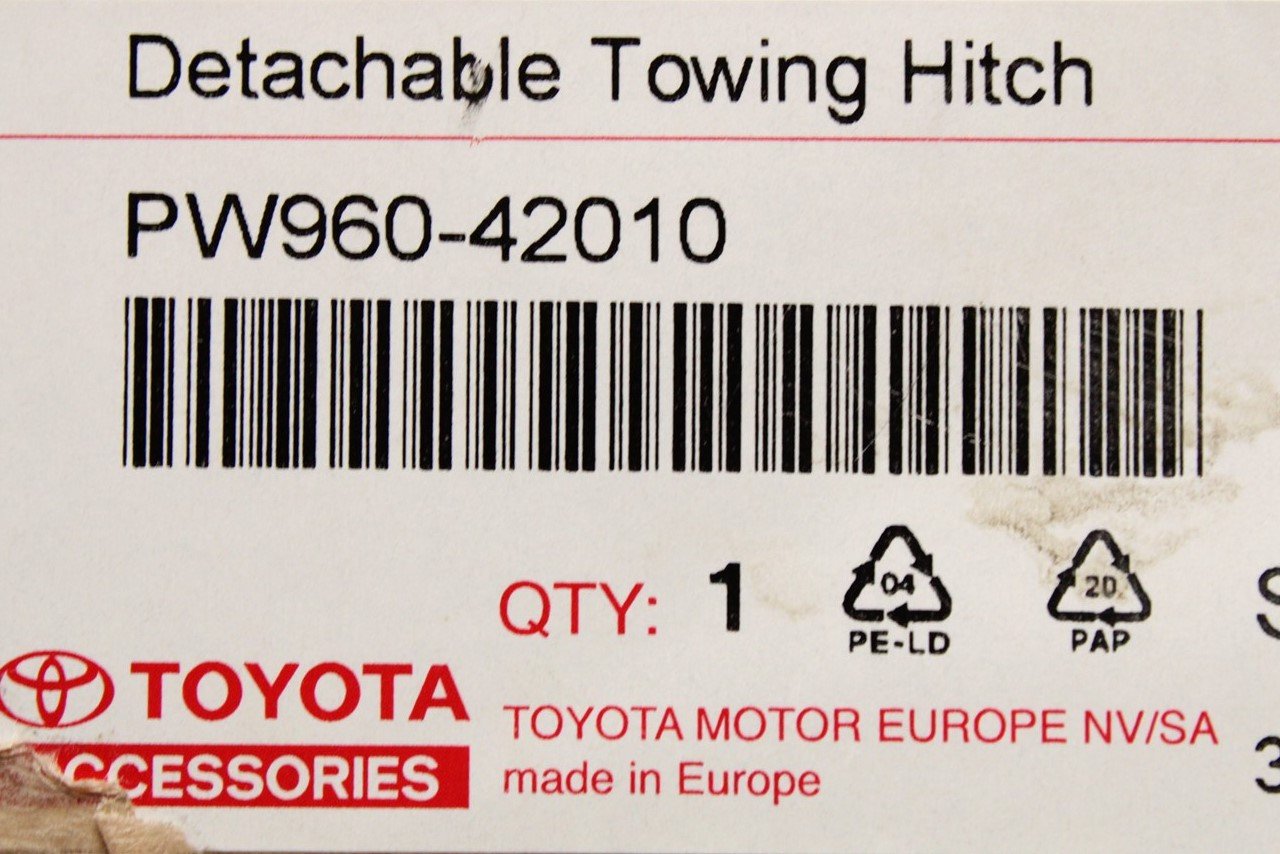 Detachable Towing Hitch
PW960-42010
QTY: 1
04
PE-LD
20
PAP
TOYOTA
CCESSORIES
TOYOTA MOTOR EUROPE NV/SA
made in Europe
3